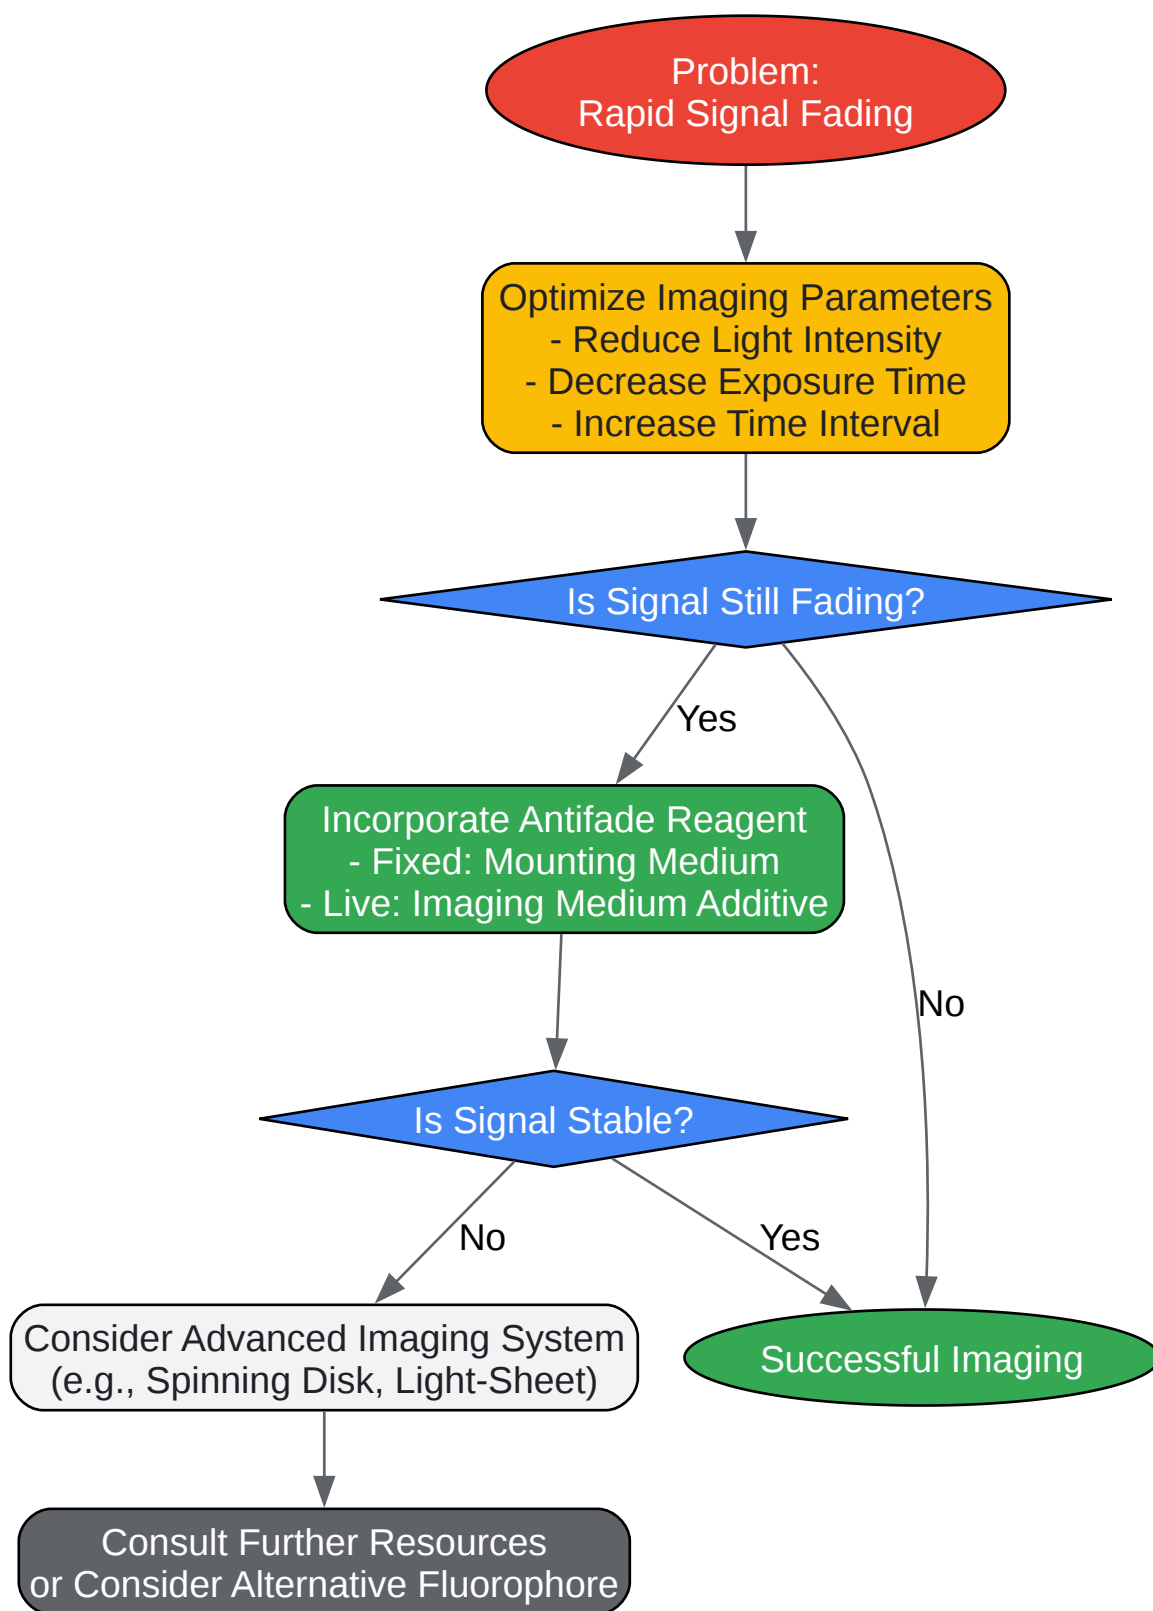 Problem:
Rapid Signal Fading
Optimize Imaging Parameters
- Reduce Light Intensity
- Decrease Exposure Time
- Increase Time Interval
Is Signal Still Fading?
Yes
Incorporate Antifade Reagent
- Fixed: Mounting Medium
- Live: Imaging Medium Additive
No
Is Signal Stable?
No
Yes
Consider Advanced Imaging System
(e.g., Spinning Disk, Light-Sheet)
Successful Imaging
Consult Further Resources
or Consider Alternative Fluorophore